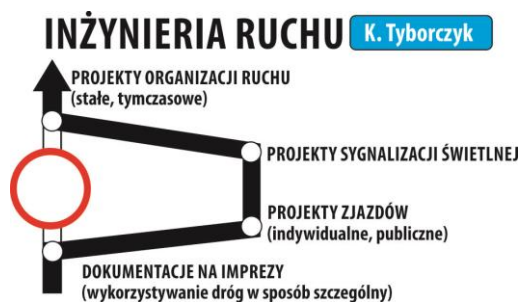 INŻYNIERIA RUCHU K. Tyborczyk
PROJEKTY ORGANIZACJI RUCHU
(stałe, tymczasowe)
PROJEKTY SYGNALIZACJI ŚWIETLNEJ
PROJEKTY ZJAZDÓW
(indywidualne, publiczne)
DOKUMENTACJE NA IMPREZY
(wykorzystywanie dróg w sposób szczególny)